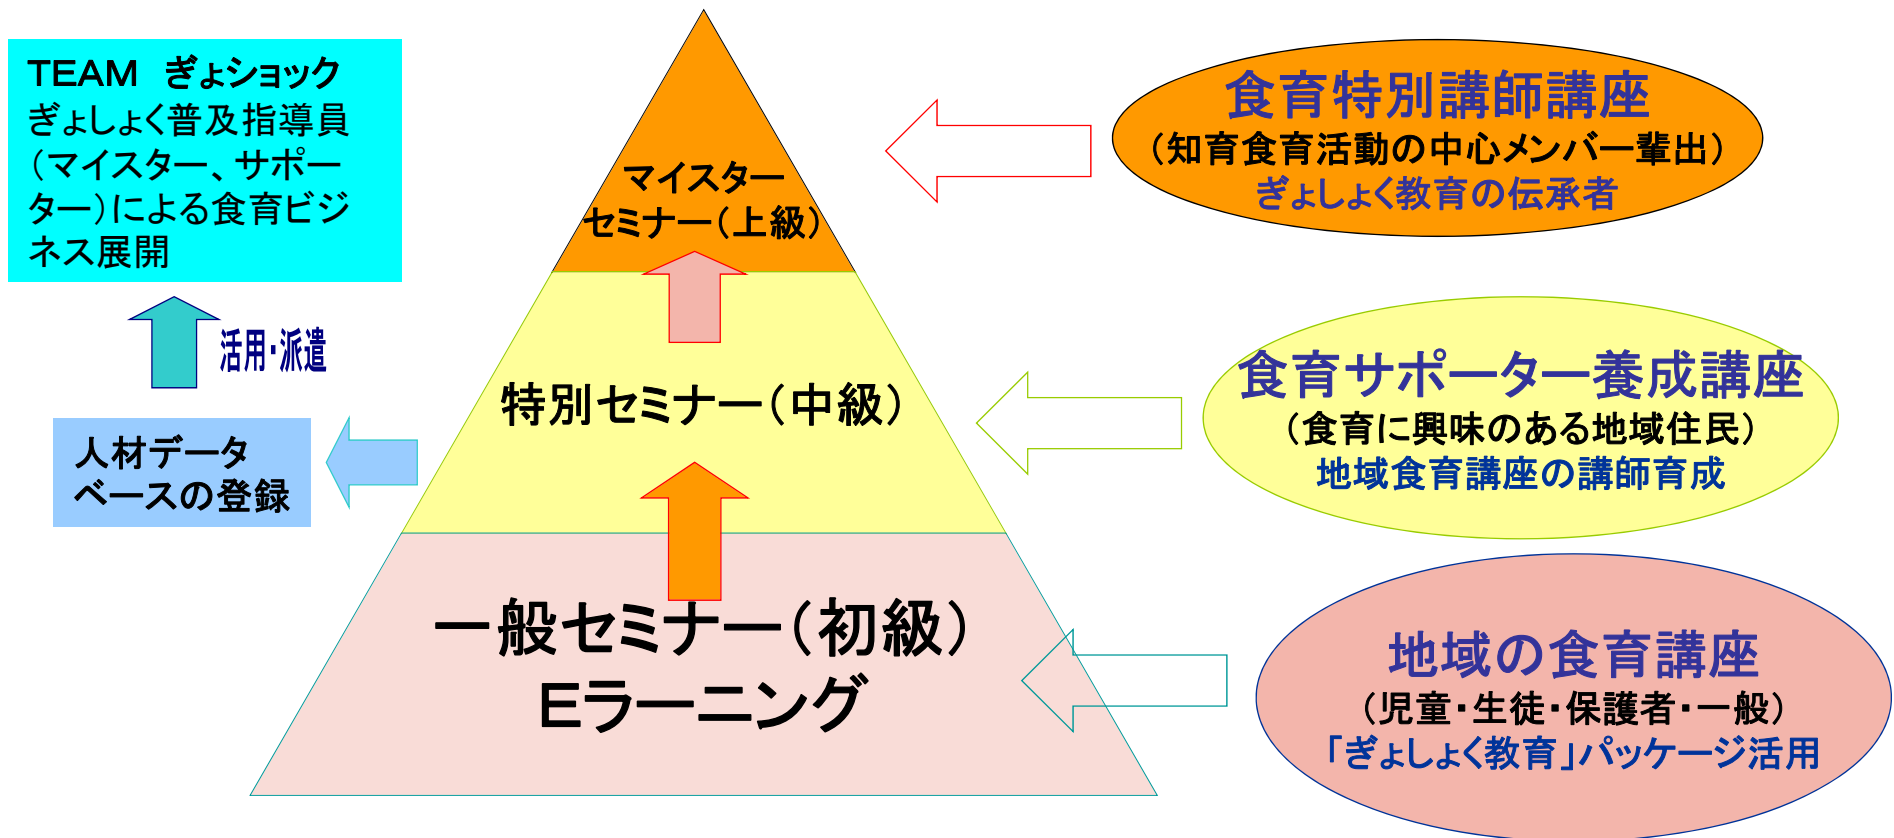 TEAM　ぎょショック
ぎょしょく普及指導員
（マイスター、サポー
ター）による食育ビジ
ネス展開
活用・派遣
人材データ
ベースの登録
マイスター
セミナー（上級）
特別セミナー（中級）
一般セミナー（初級）
Eラーニング
食育特別講師講座
（知育食育活動の中心メンバー輩出）
ぎょしょく教育の伝承者
食育サポーター養成講座
（食育に興味のある地域住民）
地域食育講座の講師育成
地域の食育講座
（児童・生徒・保護者・一般）
「ぎょしょく教育」パッケージ活用